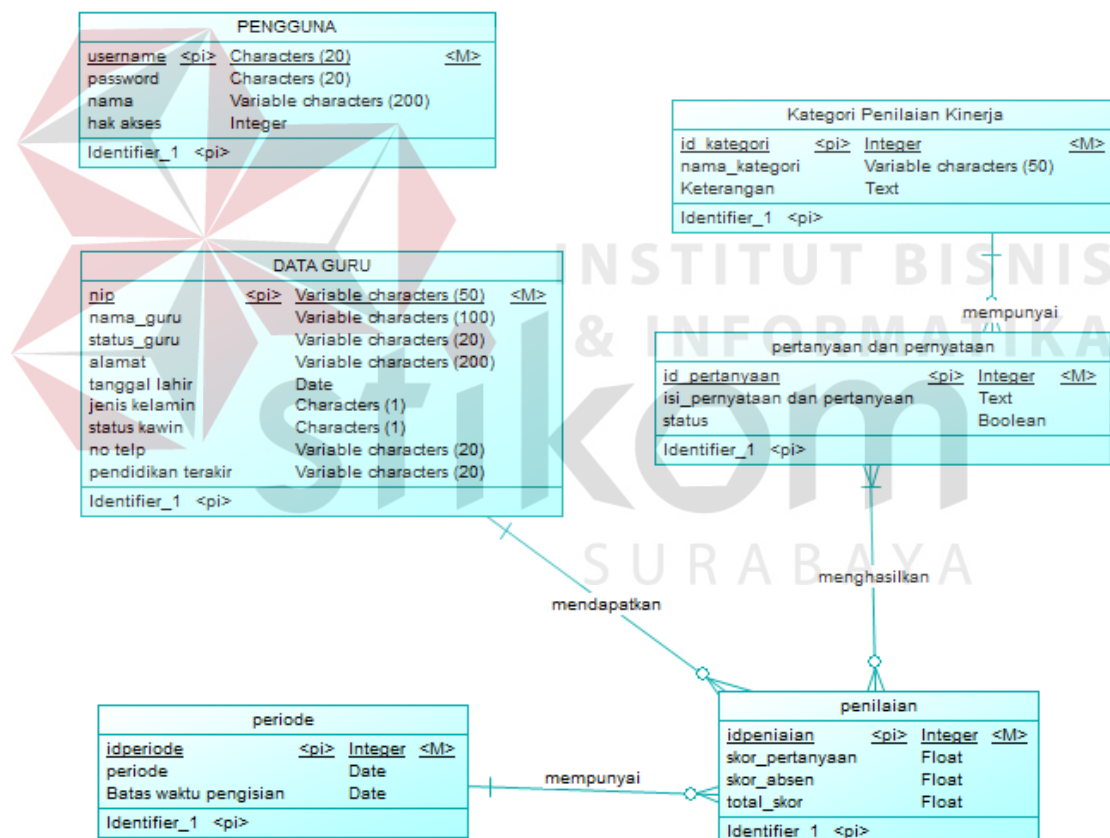 PENGGUNA
username <pi> Characters (20) <M>
password Characters (20)
nama Variable characters (200)
hak akses Integer
Identifier_1 <pi>
Kategori Penilaian Kinerja
id_kategori <pi> Integer <M>
nama_kategori Variable characters (50)
Keterangan Text
Identifier_1 <pi>
INSTITUT BISNIS
& INFORMATIKA
stikom
SURABAYA
DATA GURU
nip <pi> Variable characters (50) <M>
nama_guru Variable characters (100)
status_guru Variable characters (20)
alamat Variable characters (200)
tanggal lahir Date
jenis kelamin Characters (1)
status kawin Characters (1)
no telp Variable characters (20)
pendidikan terakir Variable characters (20)
Identifier_1 <pi>
mempunyai
pertanyaan dan pernyataan
id_pertanyaan <pi> Integer <M>
isi_pernyataan dan pertanyaan Text
status Boolean
Identifier_1 <pi>
menghasilkan
mendapatkan
periode
idperiode <pi> Integer <M>
periode Date
Batas waktu pengisian Date
Identifier_1 <pi>
mempunyai
penilaian
idpeniaian <pi> Integer <M>
skor_pertanyaan Float
skor_absen Float
total_skor Float
Identifier_1 <pi>